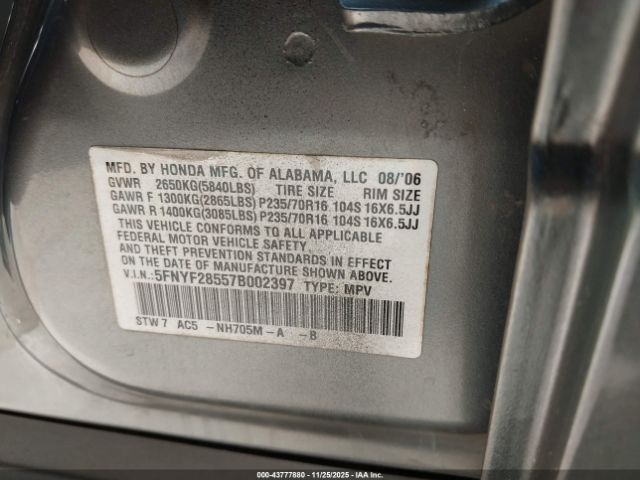 MFD. BY HONDA MFG. OF ALABAMA, LLC 08/'06
GVWR 2650KG(5840LBS) TIRE SIZE RIM SIZE
GAWR F 1300KG(2865LBS) P235/70R16 104S 16X6.5JJ
GAWR R 1400KG(3085LBS) P235/70R16 104S 16X6.5JJ
THIS VEHICLE CONFORMS TO ALL APPLICABLE
FEDERAL MOTOR VEHICLE SAFETY
AND THEFT PREVENTION STANDARDS IN EFFECT
ON THE DATE OF MANUFACTURE SHOWN ABOVE.
V.I.N.: 5FNYF28557B002397 TYPE: MPV
STW 7 AC5 -NH705M-A -B
000-43777880 | 11/25/2025 | IAA Inc.